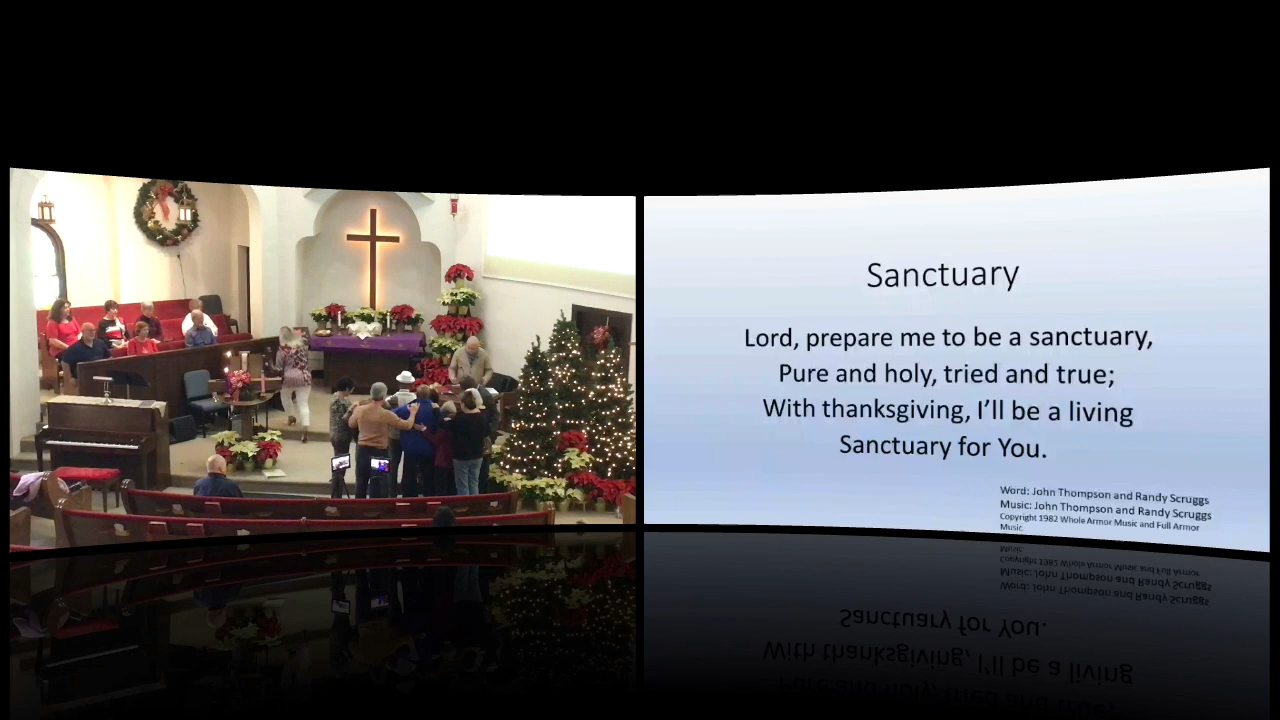 Sanctuary
Lord, prepare me to be a sanctuary,
Pure and holy, tried and true;
With thanksgiving, I'll be a living
Sanctuary for You.
Word: John Thompson and Randy Scruggs
Music: John Thompson and Randy Scruggs
Copyright 1982 Whole Armor Music and Full Armor
Music.